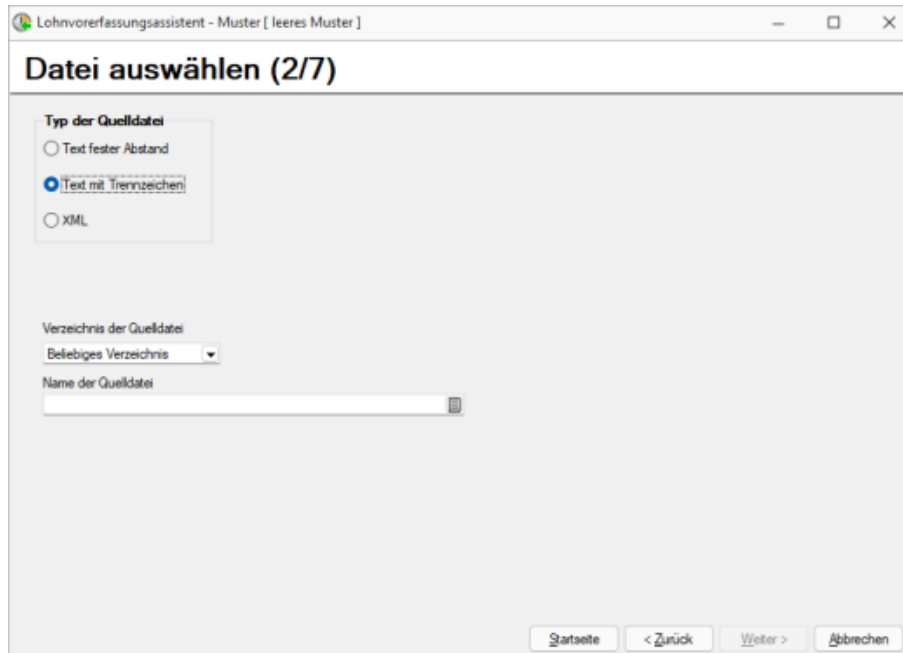 Lohnvorerfassungsassistent - Muster [ leeres Muster ]
Datei auswählen (2/7)
Typ der Quelldatei
Text fester Abstand
Text mit Trennzeichen
XML
Verzeichnis der Quelldatei
Beliebiges Verzeichnis
Name der Quelldatei
Startseite
< Zurück
Weiter >
Abbrechen